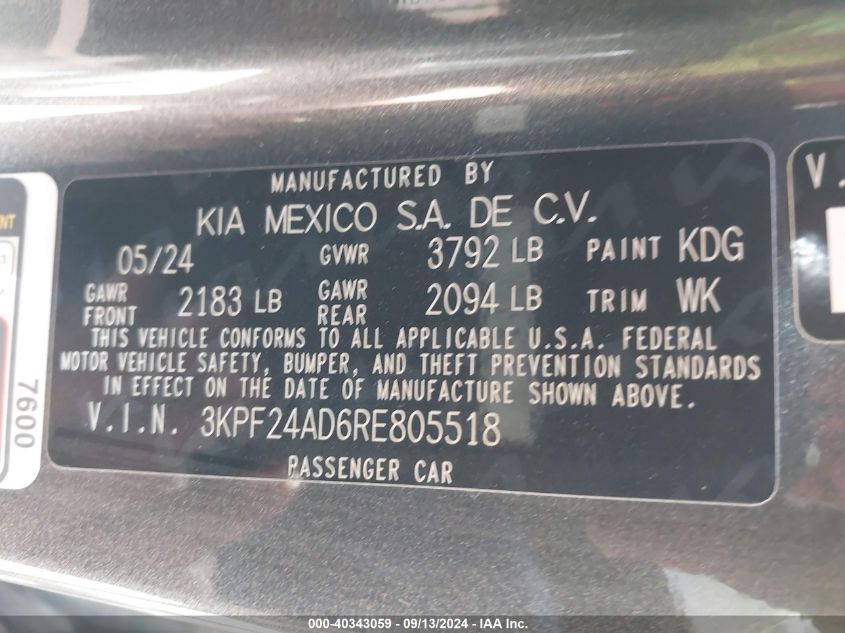 MANUFACTURED BY
KIA MEXICO S.A. DE C.V.
05/24 GVWR 3792 LB PAINT KDG
GAWR FRONT 2183 LB GAWR REAR 2094 LB TRIM WK
THIS VEHICLE CONFORMS TO ALL APPLICABLE U.S.A. FEDERAL
MOTOR VEHICLE SAFETY, BUMPER, AND THEFT PREVENTION STANDARDS
IN EFFECT ON THE DATE OF MANUFACTURE SHOWN ABOVE.
V.I.N. 3KPF24AD6RE805518
PASSENGER CAR
7600
V.
000-40343059 - 09/13/2024 - IAA Inc.